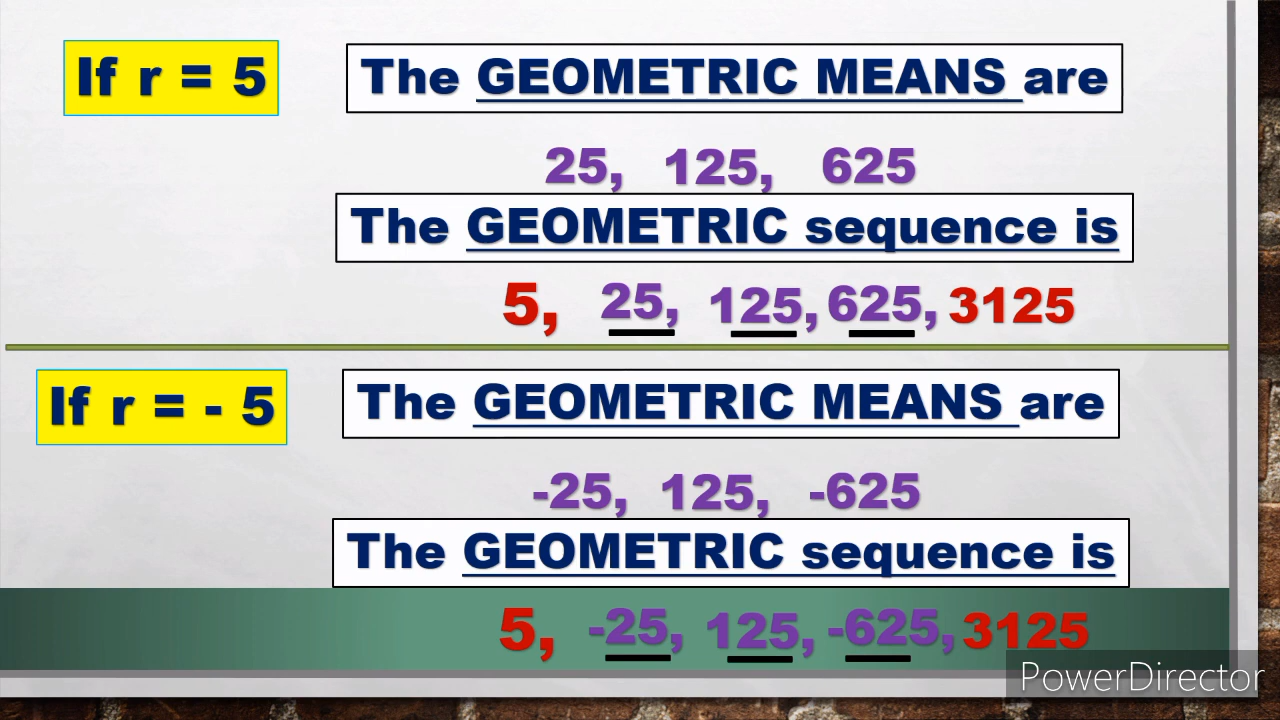 If r = 5
The GEOMETRIC MEANS are
25, 125, 625
The GEOMETRIC sequence is
5, 25, 125, 625, 3125
If r = - 5
The GEOMETRIC MEANS are
-25, 125, -625
The GEOMETRIC sequence is
5, -25, 125, -625, 3125
PowerDirector